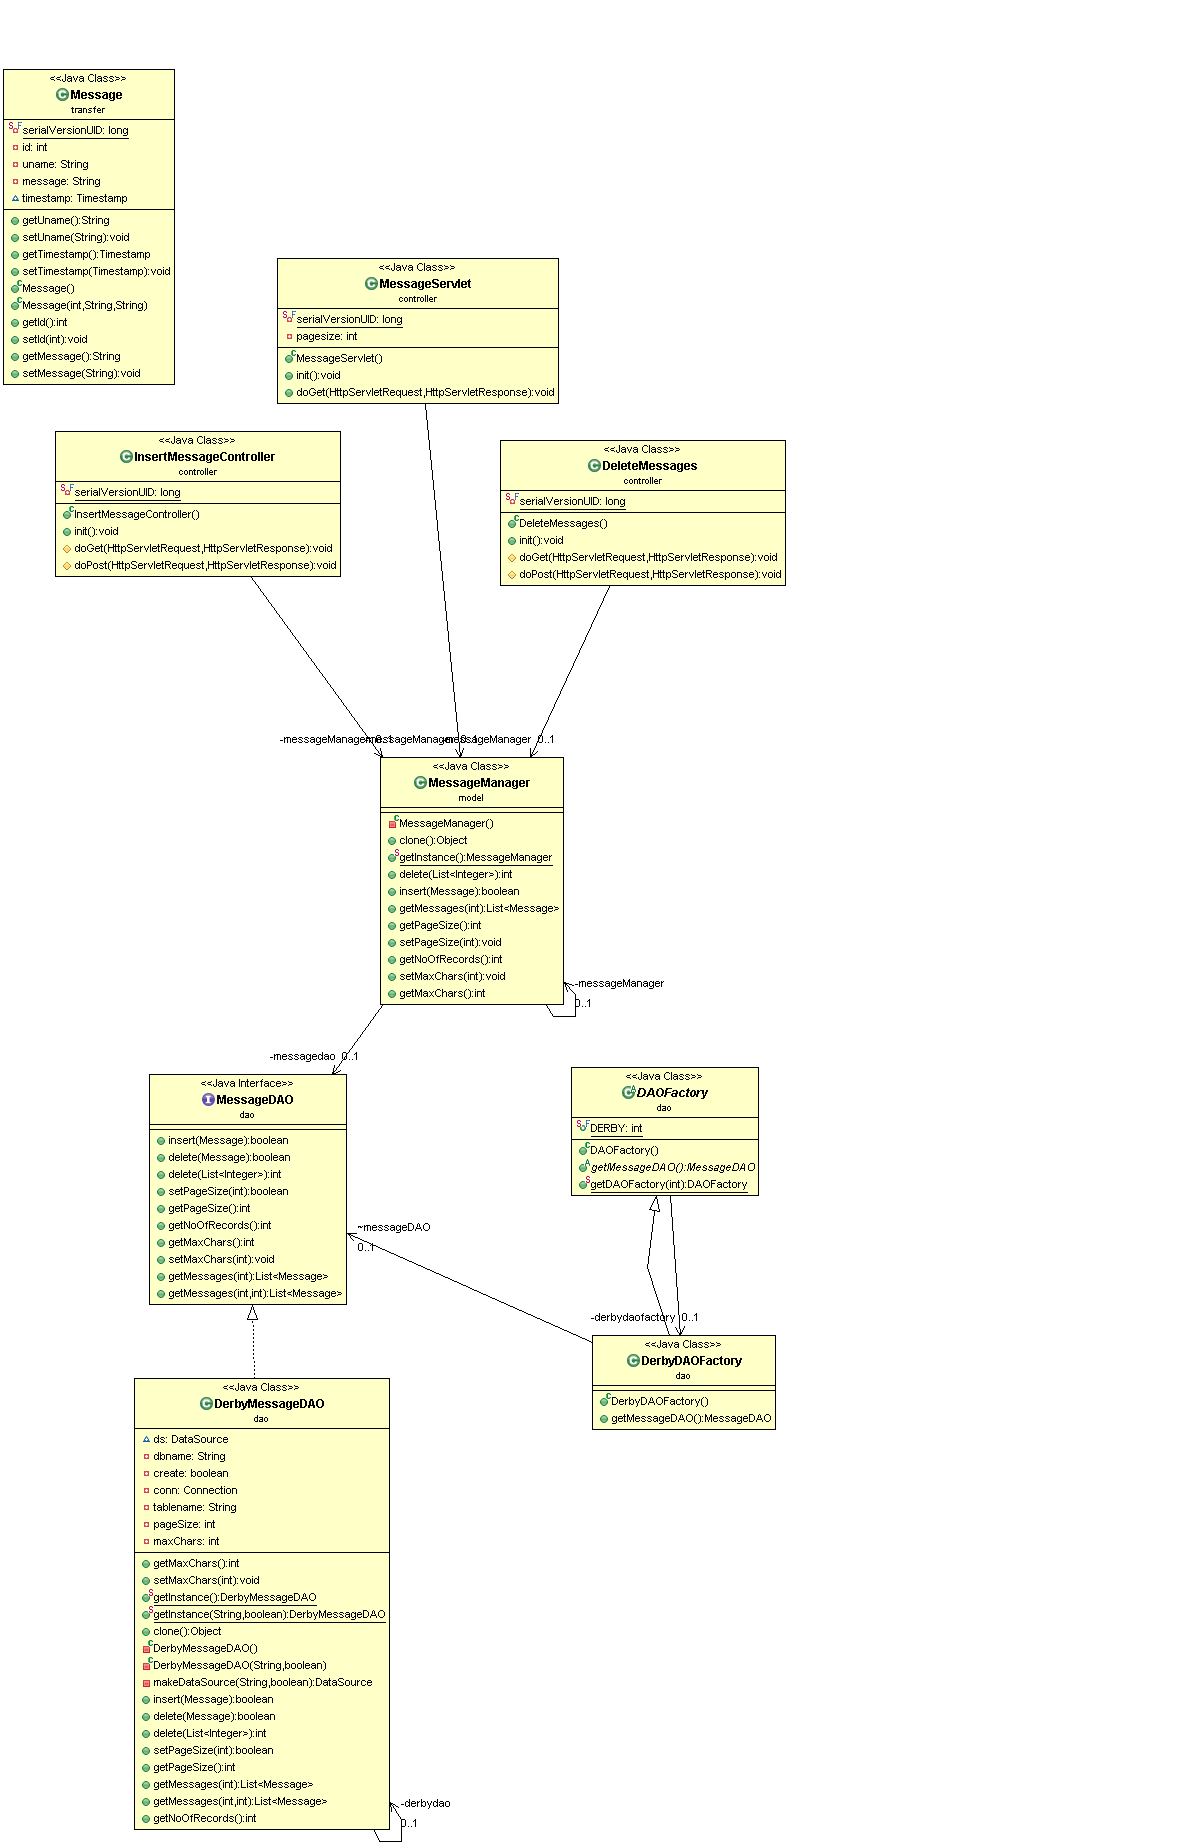 <<Java Class>>
Message
transfer
serialVersionUID: long
id: int
uname: String
message: String
timestamp: Timestamp
getUname():String
setUname(String):void
getTimestamp():Timestamp
setTimestamp(Timestamp):void
Message()
Message(int,String,String)
getId():int
setId(int):void
getMessage():String
setMessage(String):void
<<Java Class>>
MessageServlet
controller
serialVersionUID: long
pagesize: int
MessageServlet()
init():void
doGet(HttpServletRequest,HttpServletResponse):void
<<Java Class>>
InsertMessageController
controller
serialVersionUID: long
InsertMessageController()
init():void
doGet(HttpServletRequest,HttpServletResponse):void
doPost(HttpServletRequest,HttpServletResponse):void
<<Java Class>>
DeleteMessages
controller
serialVersionUID: long
DeleteMessages()
init():void
doGet(HttpServletRequest,HttpServletResponse):void
doPost(HttpServletRequest,HttpServletResponse):void
-messageManager 0..1
-messageManager 0..1
-messageManager 0..1
<<Java Class>>
MessageManager
model
MessageManager()
clone():Object
getInstance():MessageManager
delete(List<Integer>):int
insert(Message):boolean
getMessages(int):List<Message>
getPageSize():int
setPageSize(int):void
getNoOfRecords():int
setMaxChars(int):void
getMaxChars():int
-messageManager
0..1
-messagedao 0..1
<<Java Interface>>
MessageDAO
dao
insert(Message):boolean
delete(Message):boolean
delete(List<Integer>):int
setPageSize(int):boolean
getPageSize():int
getNoOfRecords():int
getMaxChars():int
setMaxChars(int):void
getMessages(int):List<Message>
getMessages(int,int):List<Message>
<<Java Class>>
DAOFactory
dao
DERBY: int
DAOFactory()
getMessageDAO():MessageDAO
getDAOFactory(int):DAOFactory
~messageDAO
0..1
-derbydaofactory 0..1
<<Java Class>>
DerbyDAOFactory
dao
DerbyDAOFactory()
getMessageDAO():MessageDAO
<<Java Class>>
DerbyMessageDAO
dao
ds: DataSource
dbname: String
create: boolean
conn: Connection
tablename: String
pageSize: int
maxChars: int
getMaxChars():int
setMaxChars(int):void
getInstance():DerbyMessageDAO
getInstance(String,boolean):DerbyMessageDAO
clone():Object
DerbyMessageDAO()
DerbyMessageDAO(String,boolean)
makeDataSource(String,boolean):DataSource
insert(Message):boolean
delete(Message):boolean
delete(List<Integer>):int
setPageSize(int):boolean
getPageSize():int
getMessages(int):List<Message>
getMessages(int,int):List<Message>
getNoOfRecords():int
-derbydao
0..1